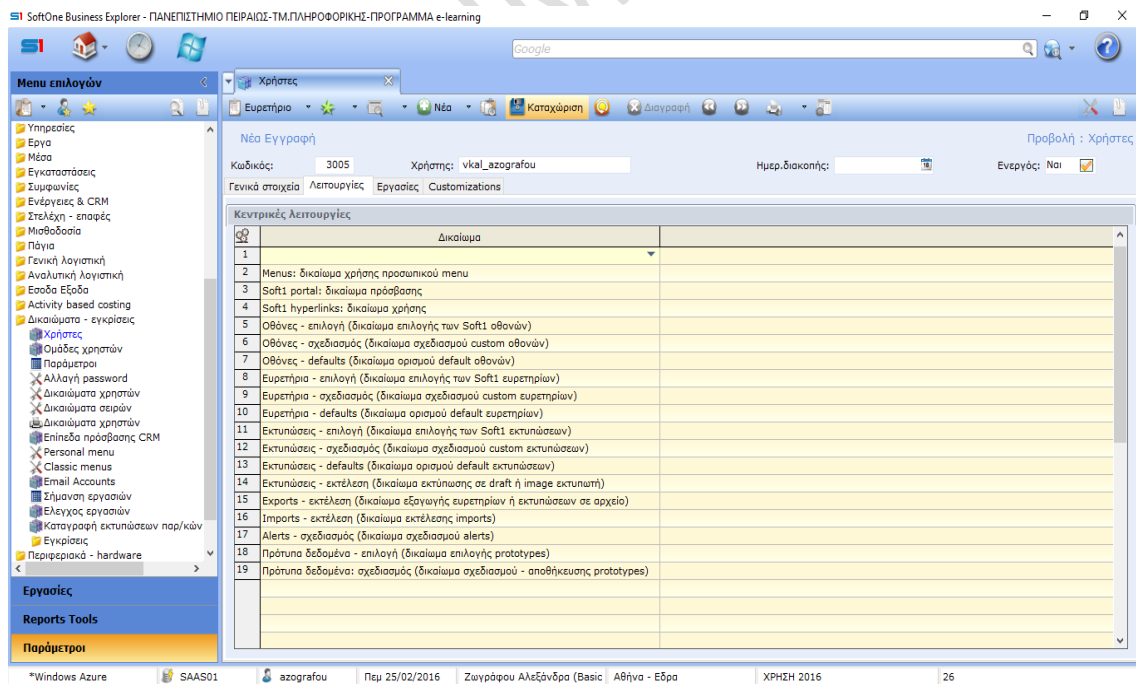 S1 SoftOne Business Explorer - ΠΑΝΕΠΙΣΤΗΜΙΟ ΠΕΙΡΑΙΩΣ-ΤΜ.ΠΛΗΡΟΦΟΡΙΚΗΣ-ΠΡΟΓΡΑΜΜΑ e-learning
S1
Google
Menu επιλογών
Χρήστες
Ευρετήριο Νέα Καταχώριση Διαγραφή
Νέα Εγγραφή Προβολή : Χρήστες
Κωδικός: 3005 Χρήστης: vkal_azografou Ημερ.διακοπής: Ενεργός: Ναι
Γενικά στοιχεία Λειτουργίες Εργασίες Customizations
Κεντρικές λειτουργίες
Δικαίωμα
1
2 Menus: δικαίωμα χρήσης προσωπικού menu
3 Soft1 portal: δικαίωμα πρόσβασης
4 Soft1 hyperlinks: δικαίωμα χρήσης
5 Οθόνες - επιλογή (δικαίωμα επιλογής των Soft1 οθονών)
6 Οθόνες - σχεδιασμός (δικαίωμα σχεδιασμού custom οθονών)
7 Οθόνες - defaults (δικαίωμα ορισμού default οθονών)
8 Ευρετήρια - επιλογή (δικαίωμα επιλογής των Soft1 ευρετηρίων)
9 Ευρετήρια - σχεδιασμός (δικαίωμα σχεδιασμού custom ευρετηρίων)
10 Ευρετήρια - defaults (δικαίωμα ορισμού default ευρετηρίων)
11 Εκτυπώσεις - επιλογή (δικαίωμα επιλογής των Soft1 εκτυπώσεων)
12 Εκτυπώσεις - σχεδιασμός (δικαίωμα σχεδιασμού custom εκτυπώσεων)
13 Εκτυπώσεις - defaults (δικαίωμα ορισμού default εκτυπώσεων)
14 Εκτυπώσεις - εκτέλεση (δικαίωμα εκτύπωσης σε draft ή image εκτυπωτή)
15 Exports - εκτέλεση (δικαίωμα εξαγωγής ευρετηρίων ή εκτυπώσεων σε αρχείο)
16 Imports - εκτέλεση (δικαίωμα εκτέλεσης imports)
17 Alerts - σχεδιασμός (δικαίωμα σχεδιασμού alerts)
18 Πρότυπα δεδομένα - επιλογή (δικαίωμα επιλογής prototypes)
19 Πρότυπα δεδομένα: σχεδιασμός (δικαίωμα σχεδιασμού - αποθήκευσης prototypes)
Υπηρεσίες
Εργα
Μέσα
Εγκαταστάσεις
Συμφωνίες
Ενέργειες & CRM
Στελέχη - επαφές
Μισθοδοσία
Πάγια
Γενική λογιστική
Αναλυτική λογιστική
Εσοδα Εξοδα
Activity based costing
Δικαιώματα - εγκρίσεις
Χρήστες
Ομάδες χρηστών
Παράμετροι
Αλλαγή password
Δικαιώματα χρηστών
Δικαιώματα σειρών
Δικαιώματα χρηστών
Επίπεδα πρόσβασης CRM
Personal menu
Classic menus
Email Accounts
Σήμανση εργασιών
Ελεγχος εργασιών
Καταγραφή εκτυπώσεων παρ/κών
Εγκρίσεις
Περιφερειακά - hardware
Εργασίες
Reports Tools
Παράμετροι
*Windows Azure SAAS01 azografou Πεμ 25/02/2016 Ζωγράφου Αλεξάνδρα (Basic Αθήνα - Εδρα ΧΡΗΣΗ 2016 26